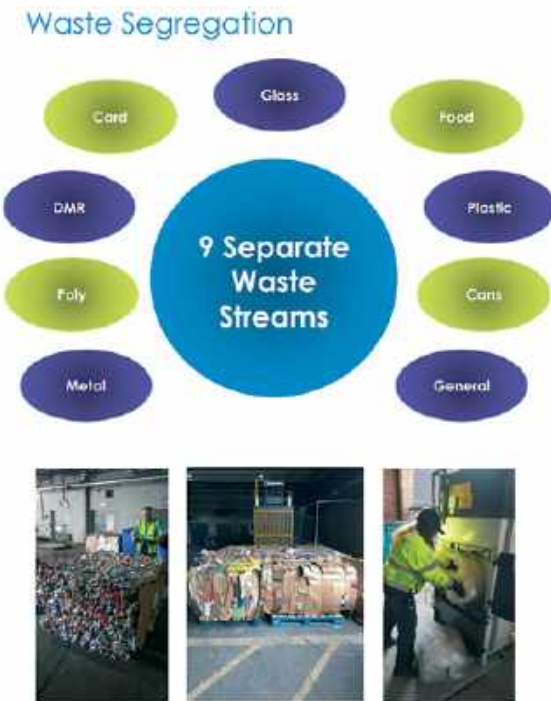 Waste Segregation
Glass
Card
Food
DMR
Plastic
9 Separate
Waste
Streams
Poly
Cans
Metal
General